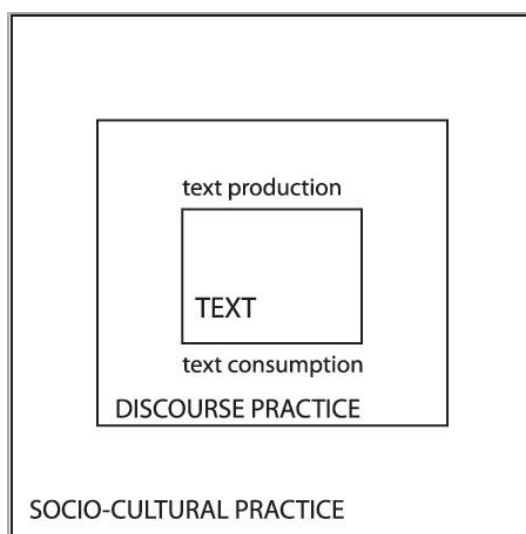 text production
TEXT
text consumption
DISCOURSE PRACTICE
SOCIO-CULTURAL PRACTICE